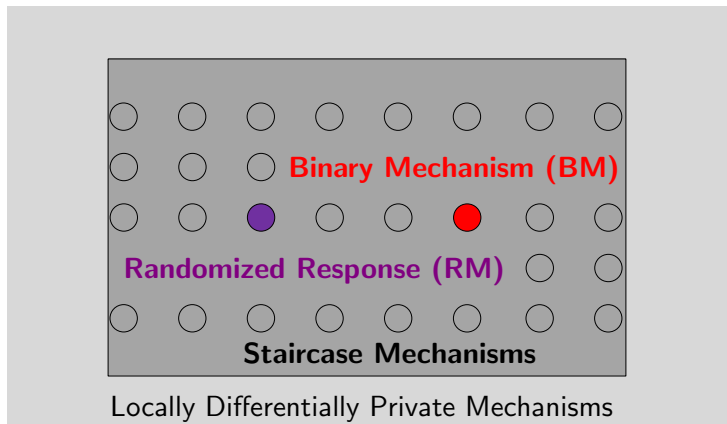 Binary Mechanism (BM)
Randomized Response (RM)
Staircase Mechanisms
Locally Differentially Private Mechanisms